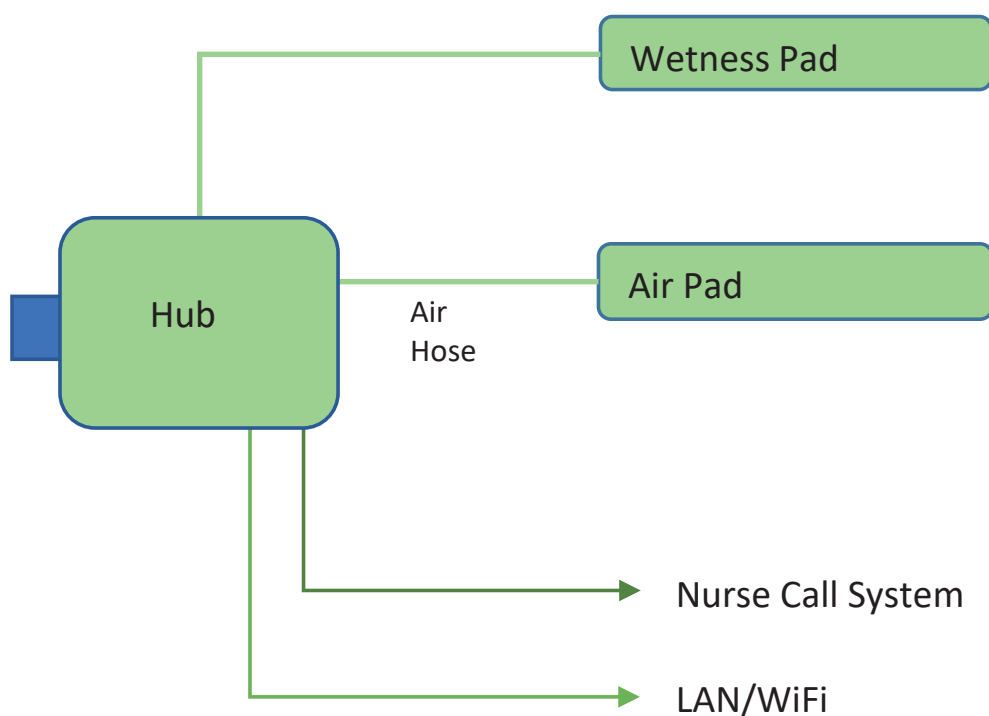 Wetness Pad
Air Pad
Hub
Air
Hose
Nurse Call System
LAN/WiFi